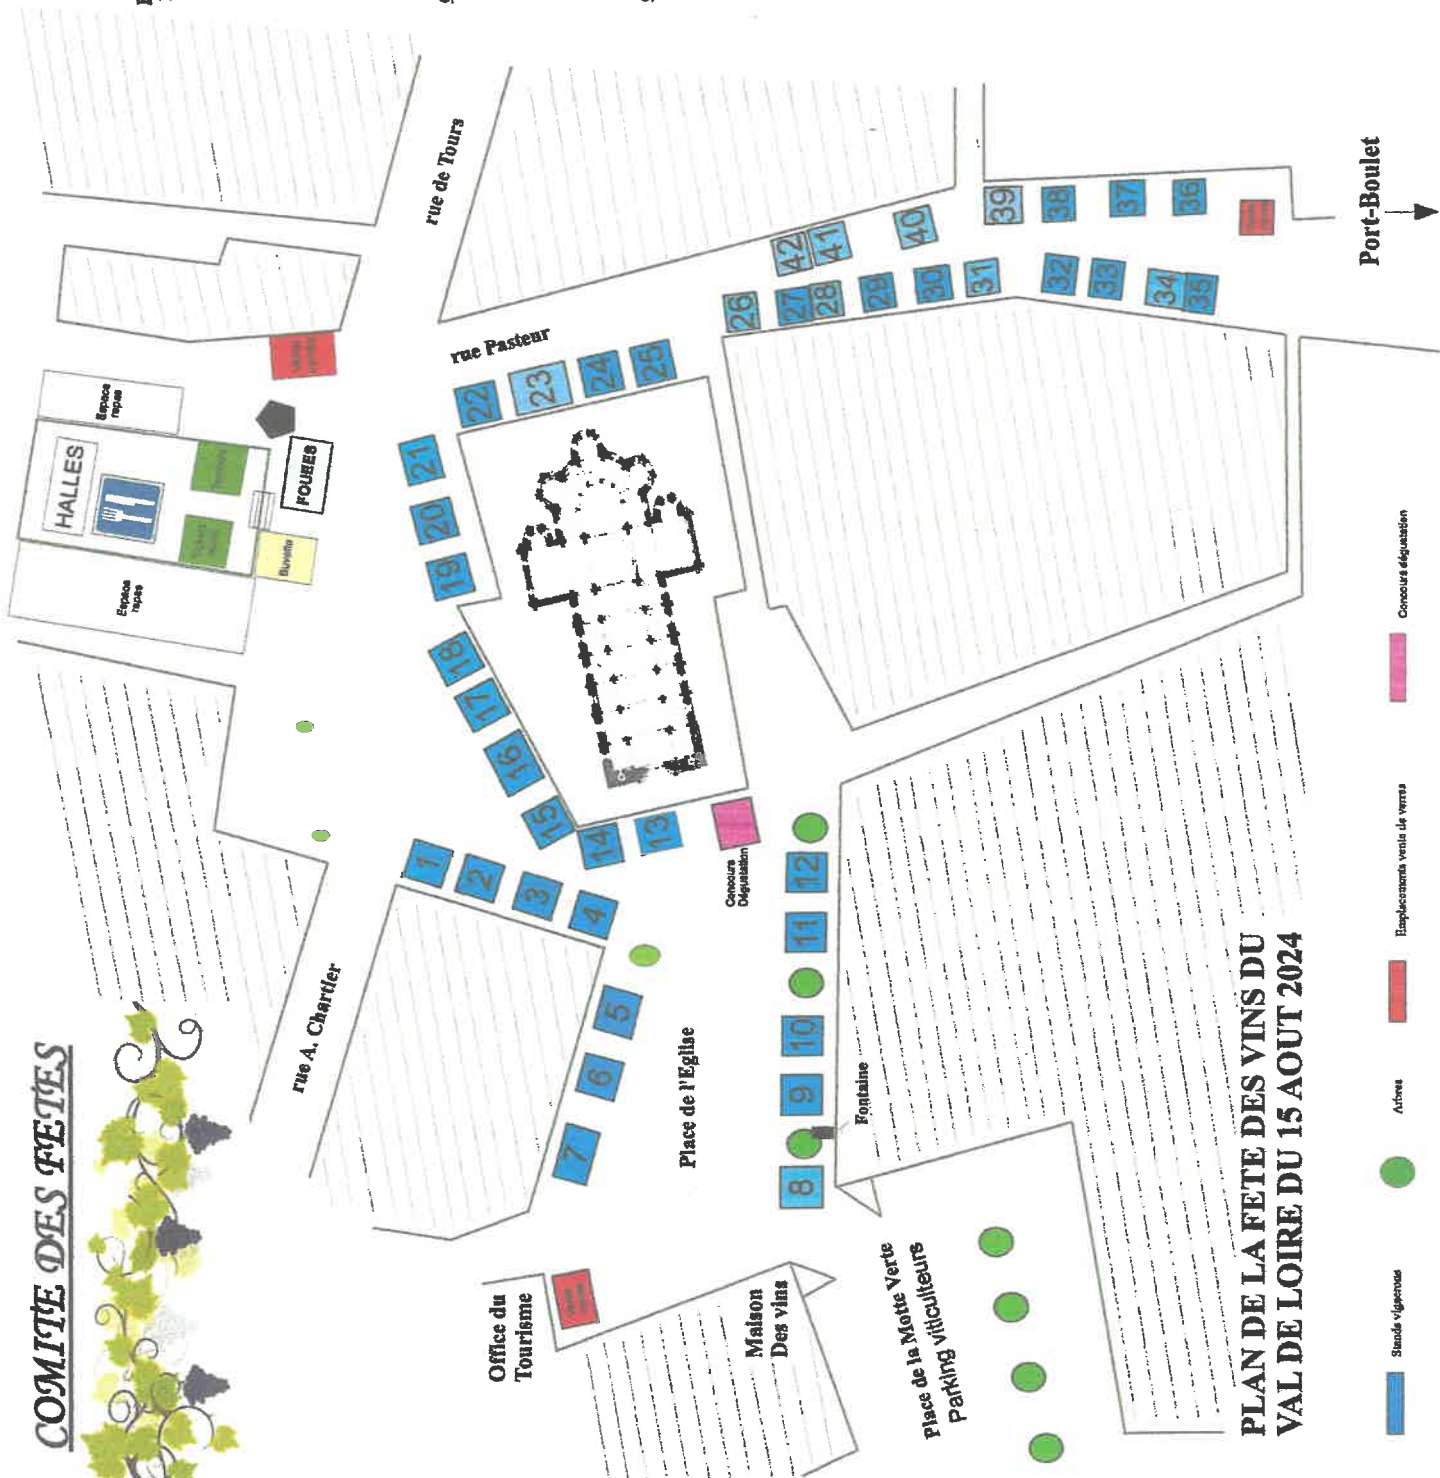 COMITE DES FETES
HALLES
Espace
repas
Espace
repas
Buvette
FOUEES
rue de Tours
rue A. Chartier
rue Pasteur
1
2
3
4
5
6
7
8
9
10
11
12
13
14
15
16
17
18
19
20
21
22
23
24
25
26
27
28
29
30
31
32
33
34
35
36
37
38
39
40
41
42
Concours
Dégustation
Place de l'Eglise
Fontaine
Office du
Tourisme
Maison
Des vins
Place de la Motte Verte
Parking viticulteurs
Port-Boulet
PLAN DE LA FETE DES VINS DU
VAL DE LOIRE DU 15 AOUT 2024
Stands vignerons
Arbres
Emplacements vente de verres
Concours dégustation